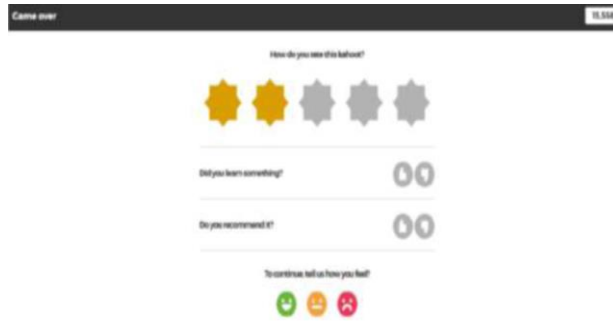 Game over
How do you rate this kahoot?
Did you learn something?
Do you recommend it?
To continue, tell us how you feel?